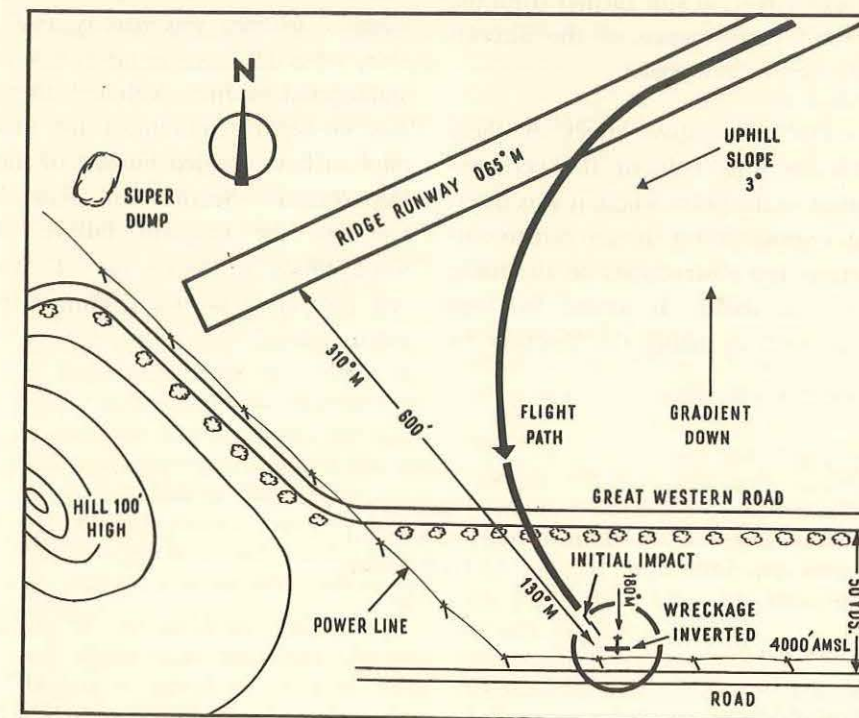 N
SUPER
DUMP
RIDGE RUNWAY 065° M
UPHILL
SLOPE
3°
310° M
600'
130° M
FLIGHT
PATH
GRADIENT
DOWN
HILL 100'
HIGH
GREAT WESTERN ROAD
INITIAL IMPACT
180° M
WRECKAGE
INVERTED
POWER LINE
4000' AMSL
50 YDS.
ROAD